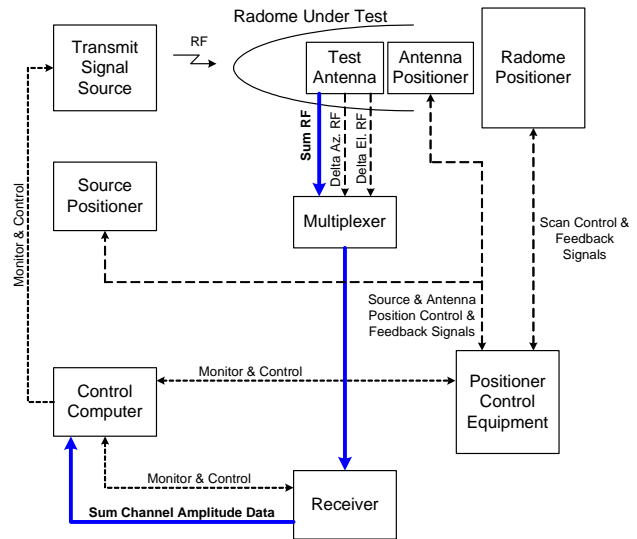 Radome Under Test
Transmit
Signal
Source
RF
Test
Antenna
Antenna
Positioner
Radome
Positioner
Sum RF
Delta Az. RF
Delta El. RF
Monitor & Control
Source
Positioner
Multiplexer
Scan Control &
Feedback
Signals
Source & Antenna
Position Control &
Feedback Signals
Control
Computer
Monitor & Control
Positioner
Control
Equipment
Monitor & Control
Receiver
Sum Channel Amplitude Data